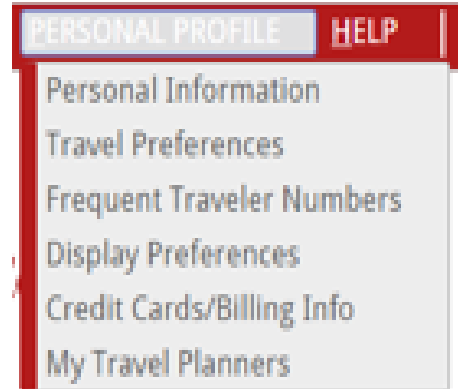 PERSONAL PROFILE HELP
Personal Information
Travel Preferences
Frequent Traveler Numbers
Display Preferences
Credit Cards/Billing Info
My Travel Planners